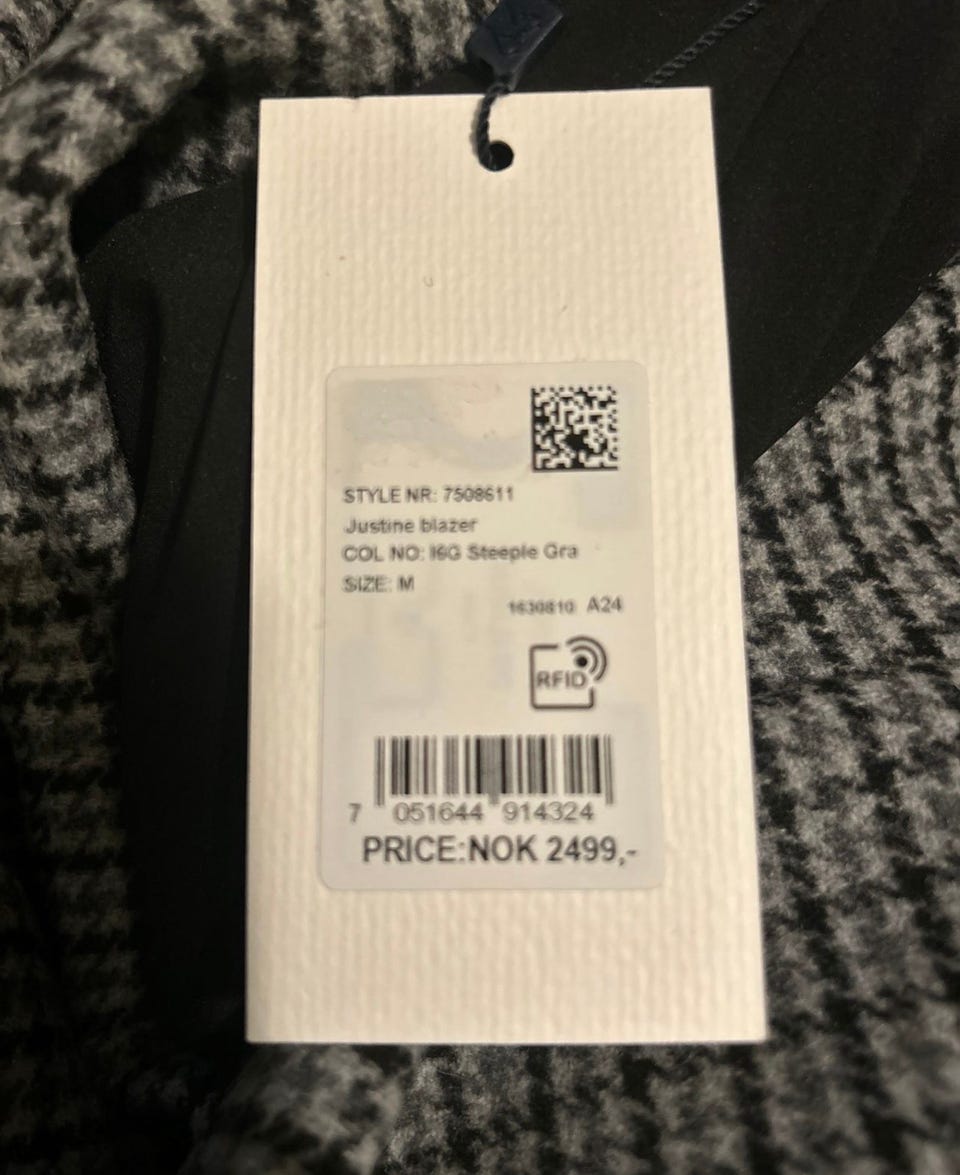 STYLE NR: 7508611
Justine blazer
COL NO: I6G Steeple Gra
SIZE: M
1630810 A24
RFID
7 051644 914324
PRICE:NOK 2499,-